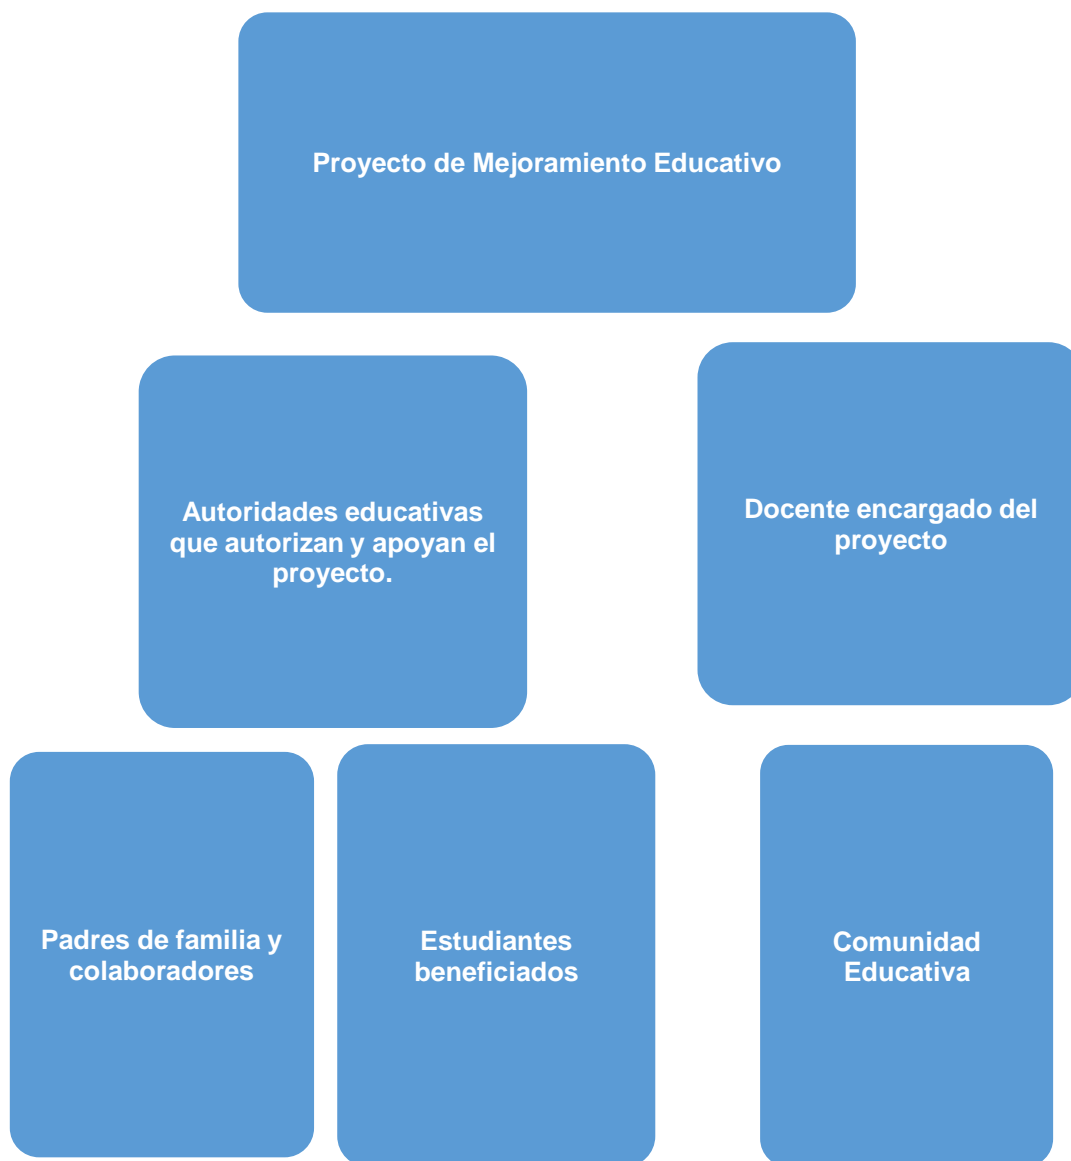 Proyecto de Mejoramiento Educativo
Autoridades educativas
que autorizan y apoyan el
proyecto.
Docente encargado del
proyecto
Padres de familia y
colaboradores
Estudiantes
beneficiados
Comunidad
Educativa